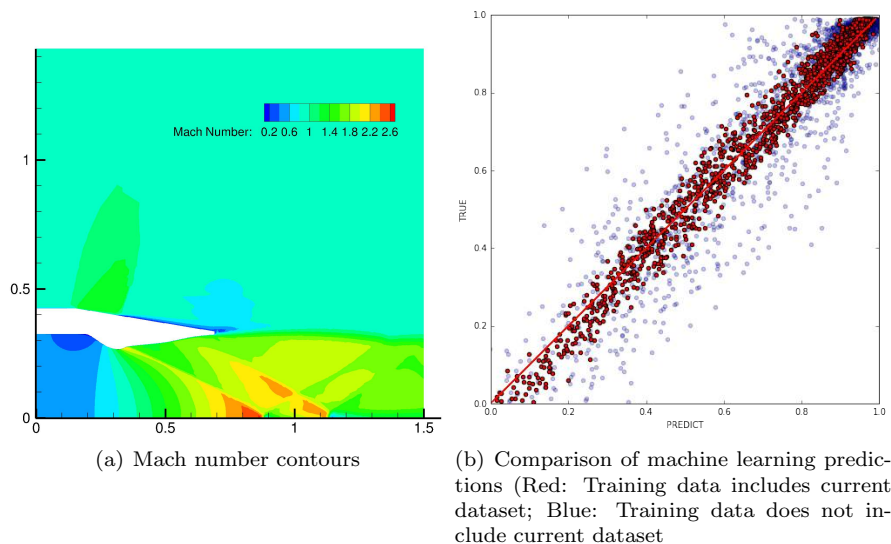 Mach Number:
0.2 0.6 1 1.4 1.8 2.2 2.6
1
0.5
0
0 0.5 1 1.5
(a) Mach number contours
1.0
0.8
0.6
0.4
0.2
0.0
TRUE
0.0 0.2 0.4 0.6 0.8 1.0
PREDICT
(b) Comparison of machine learning predic-
tions (Red: Training data includes current
dataset; Blue: Training data does not in-
clude current dataset